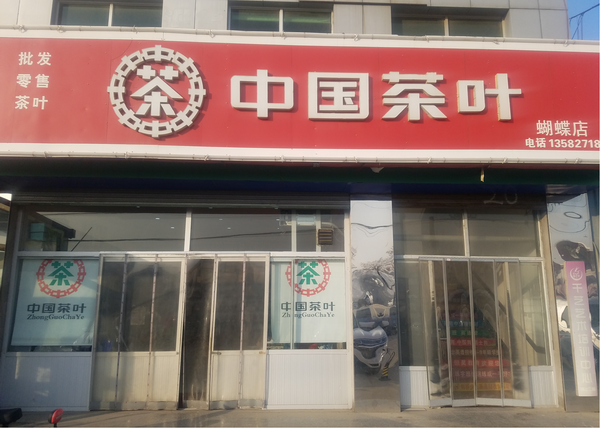 批发
零售
茶叶
茶
中国茶叶
蝴蝶店
电话 13582718
茶
中国茶叶
ZhongGuoChaYe
茶
中国茶叶
ZhongGuoChaYe